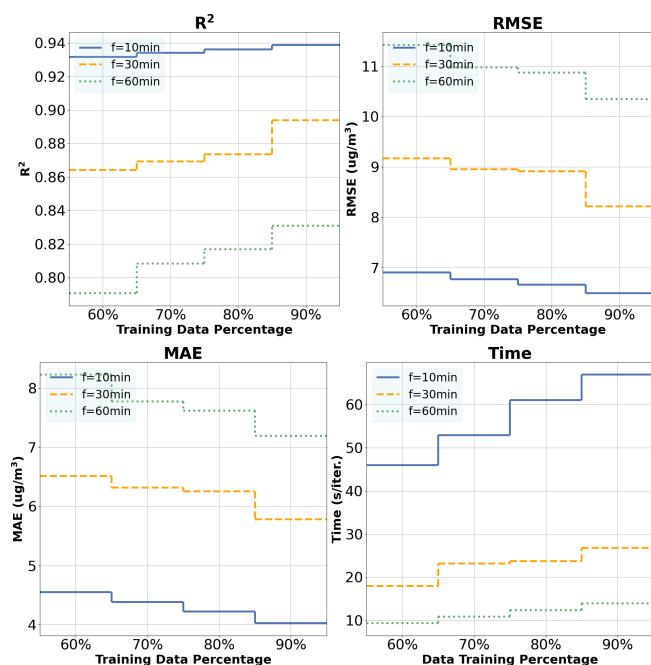 R²
f=10min
f=30min
f=60min
0.94
0.92
0.90
0.88
0.86
0.84
0.82
0.80
R²
60% 70% 80% 90%
Training Data Percentage
RMSE
f=10min
f=30min
f=60min
11
10
9
8
7
RMSE (ug/m³)
60% 70% 80% 90%
Training Data Percentage
MAE
f=10min
f=30min
f=60min
8
7
6
5
4
MAE (ug/m³)
60% 70% 80% 90%
Training Data Percentage
Time
f=10min
f=30min
f=60min
60
50
40
30
20
10
Time (s/iter.)
60% 70% 80% 90%
Data Training Percentage